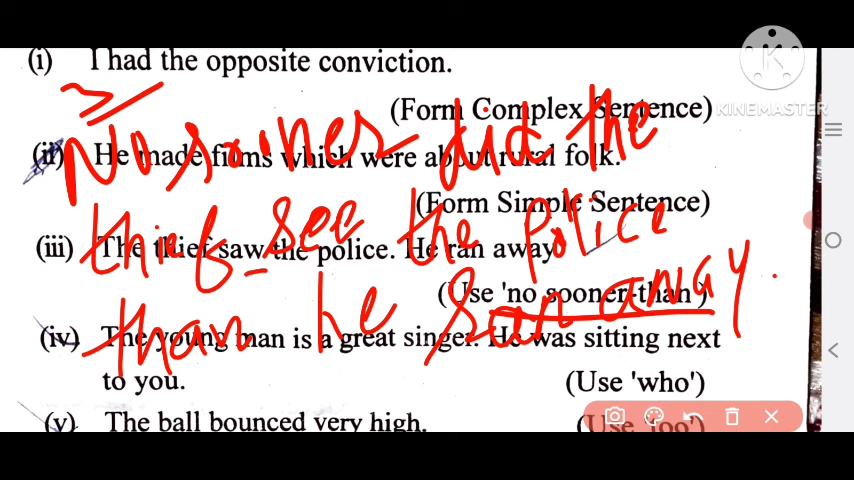 (i) I had the opposite conviction.
(Form Complex Sentence)
KINEMASTER
No sooner did the
(ii) He made films which were about rural folk.
(Form Simple Sentence)
thief see the Police
(iii) The thief saw the police. He ran away
(Use 'no sooner-than')
than he ran away.
(iv) The young man is a great singer. He was sitting next
to you. (Use 'who')
(v) The ball bounced very high.
(Use 'too')